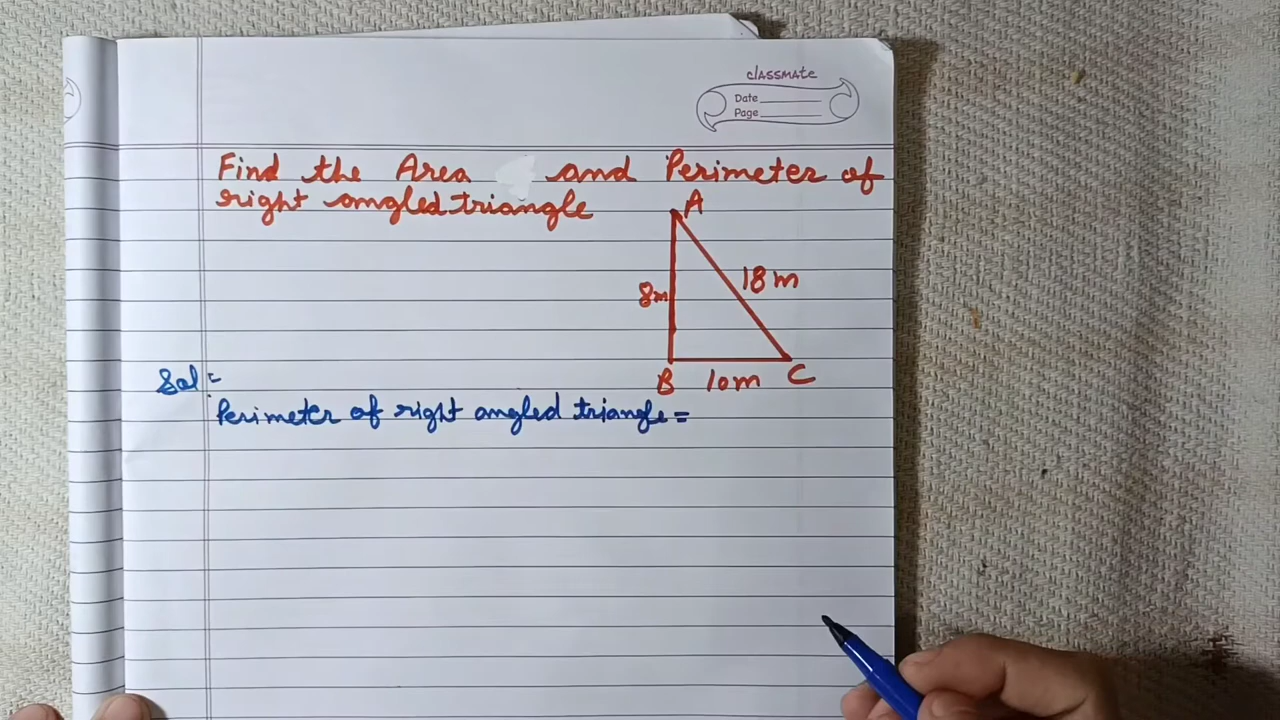 classmate
Date
Page
Find the Area and Perimeter of
right angled triangle
A
8m
18m
B 10m C
Sol:
Perimeter of right angled triangle =